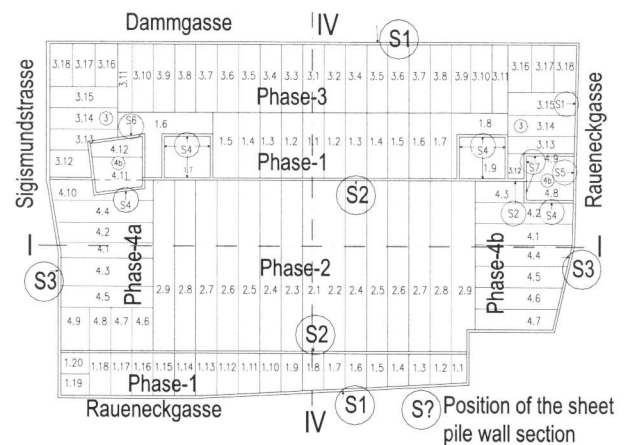 Dammgasse IV
S1
3.18 3.17 3.16 3.11 3.10 3.9 3.8 3.7 3.6 3.5 3.4 3.3 3.1 3.2 3.4 3.5 3.6 3.7 3.8 3.9 3.10 3.11 3.16 3.17 3.18
3.15 Phase-3 3.15 S1
3.14 3 S6 1.6 1.8 3 3.14
3.13 S4 1.5 1.4 1.3 1.2 1.1 1.2 1.3 1.4 1.5 1.6 1.7 S4 3.13
3.12 4.12 4b 4.11 1.7 Phase-1 1.9 3.12 S7 4.9 4b S5
4.10 S4 S2 4.3 4.8
4.4 S2 4.2 S4
4.2 4.1
I 4.1 I
4.3 Phase-4a Phase-2 Phase-4b 4.4
S3 4.5 S3
4.5 2.9 2.8 2.7 2.6 2.5 2.4 2.3 2.1 2.2 2.4 2.5 2.6 2.7 2.8 2.9 4.6
4.9 4.8 4.7 4.6 4.7
S2
1.20 1.18 1.17 1.16 1.15 1.14 1.13 1.12 1.11 1.10 1.9 1.8 1.7 1.6 1.5 1.4 1.3 1.2 1.1
1.19 Phase-1
Raueneckgasse IV S1
S? Position of the sheet
pile wall section
Sigismundstrasse
Raueneckgasse